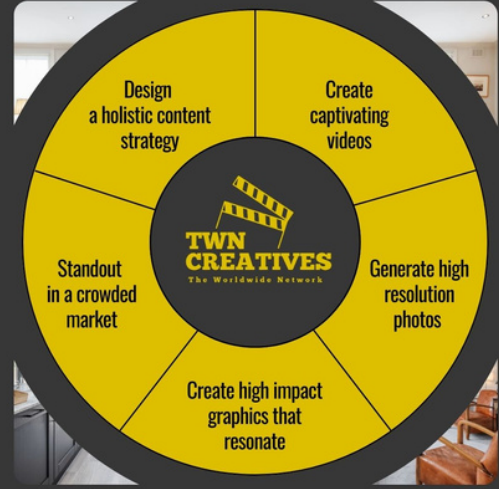 Design
a holistic content
strategy
Create
captivating
videos
Standout
in a crowded
market
TWN
CREATIVES
The Worldwide Network
Generate high
resolution
photos
Create high impact
graphics that
resonate